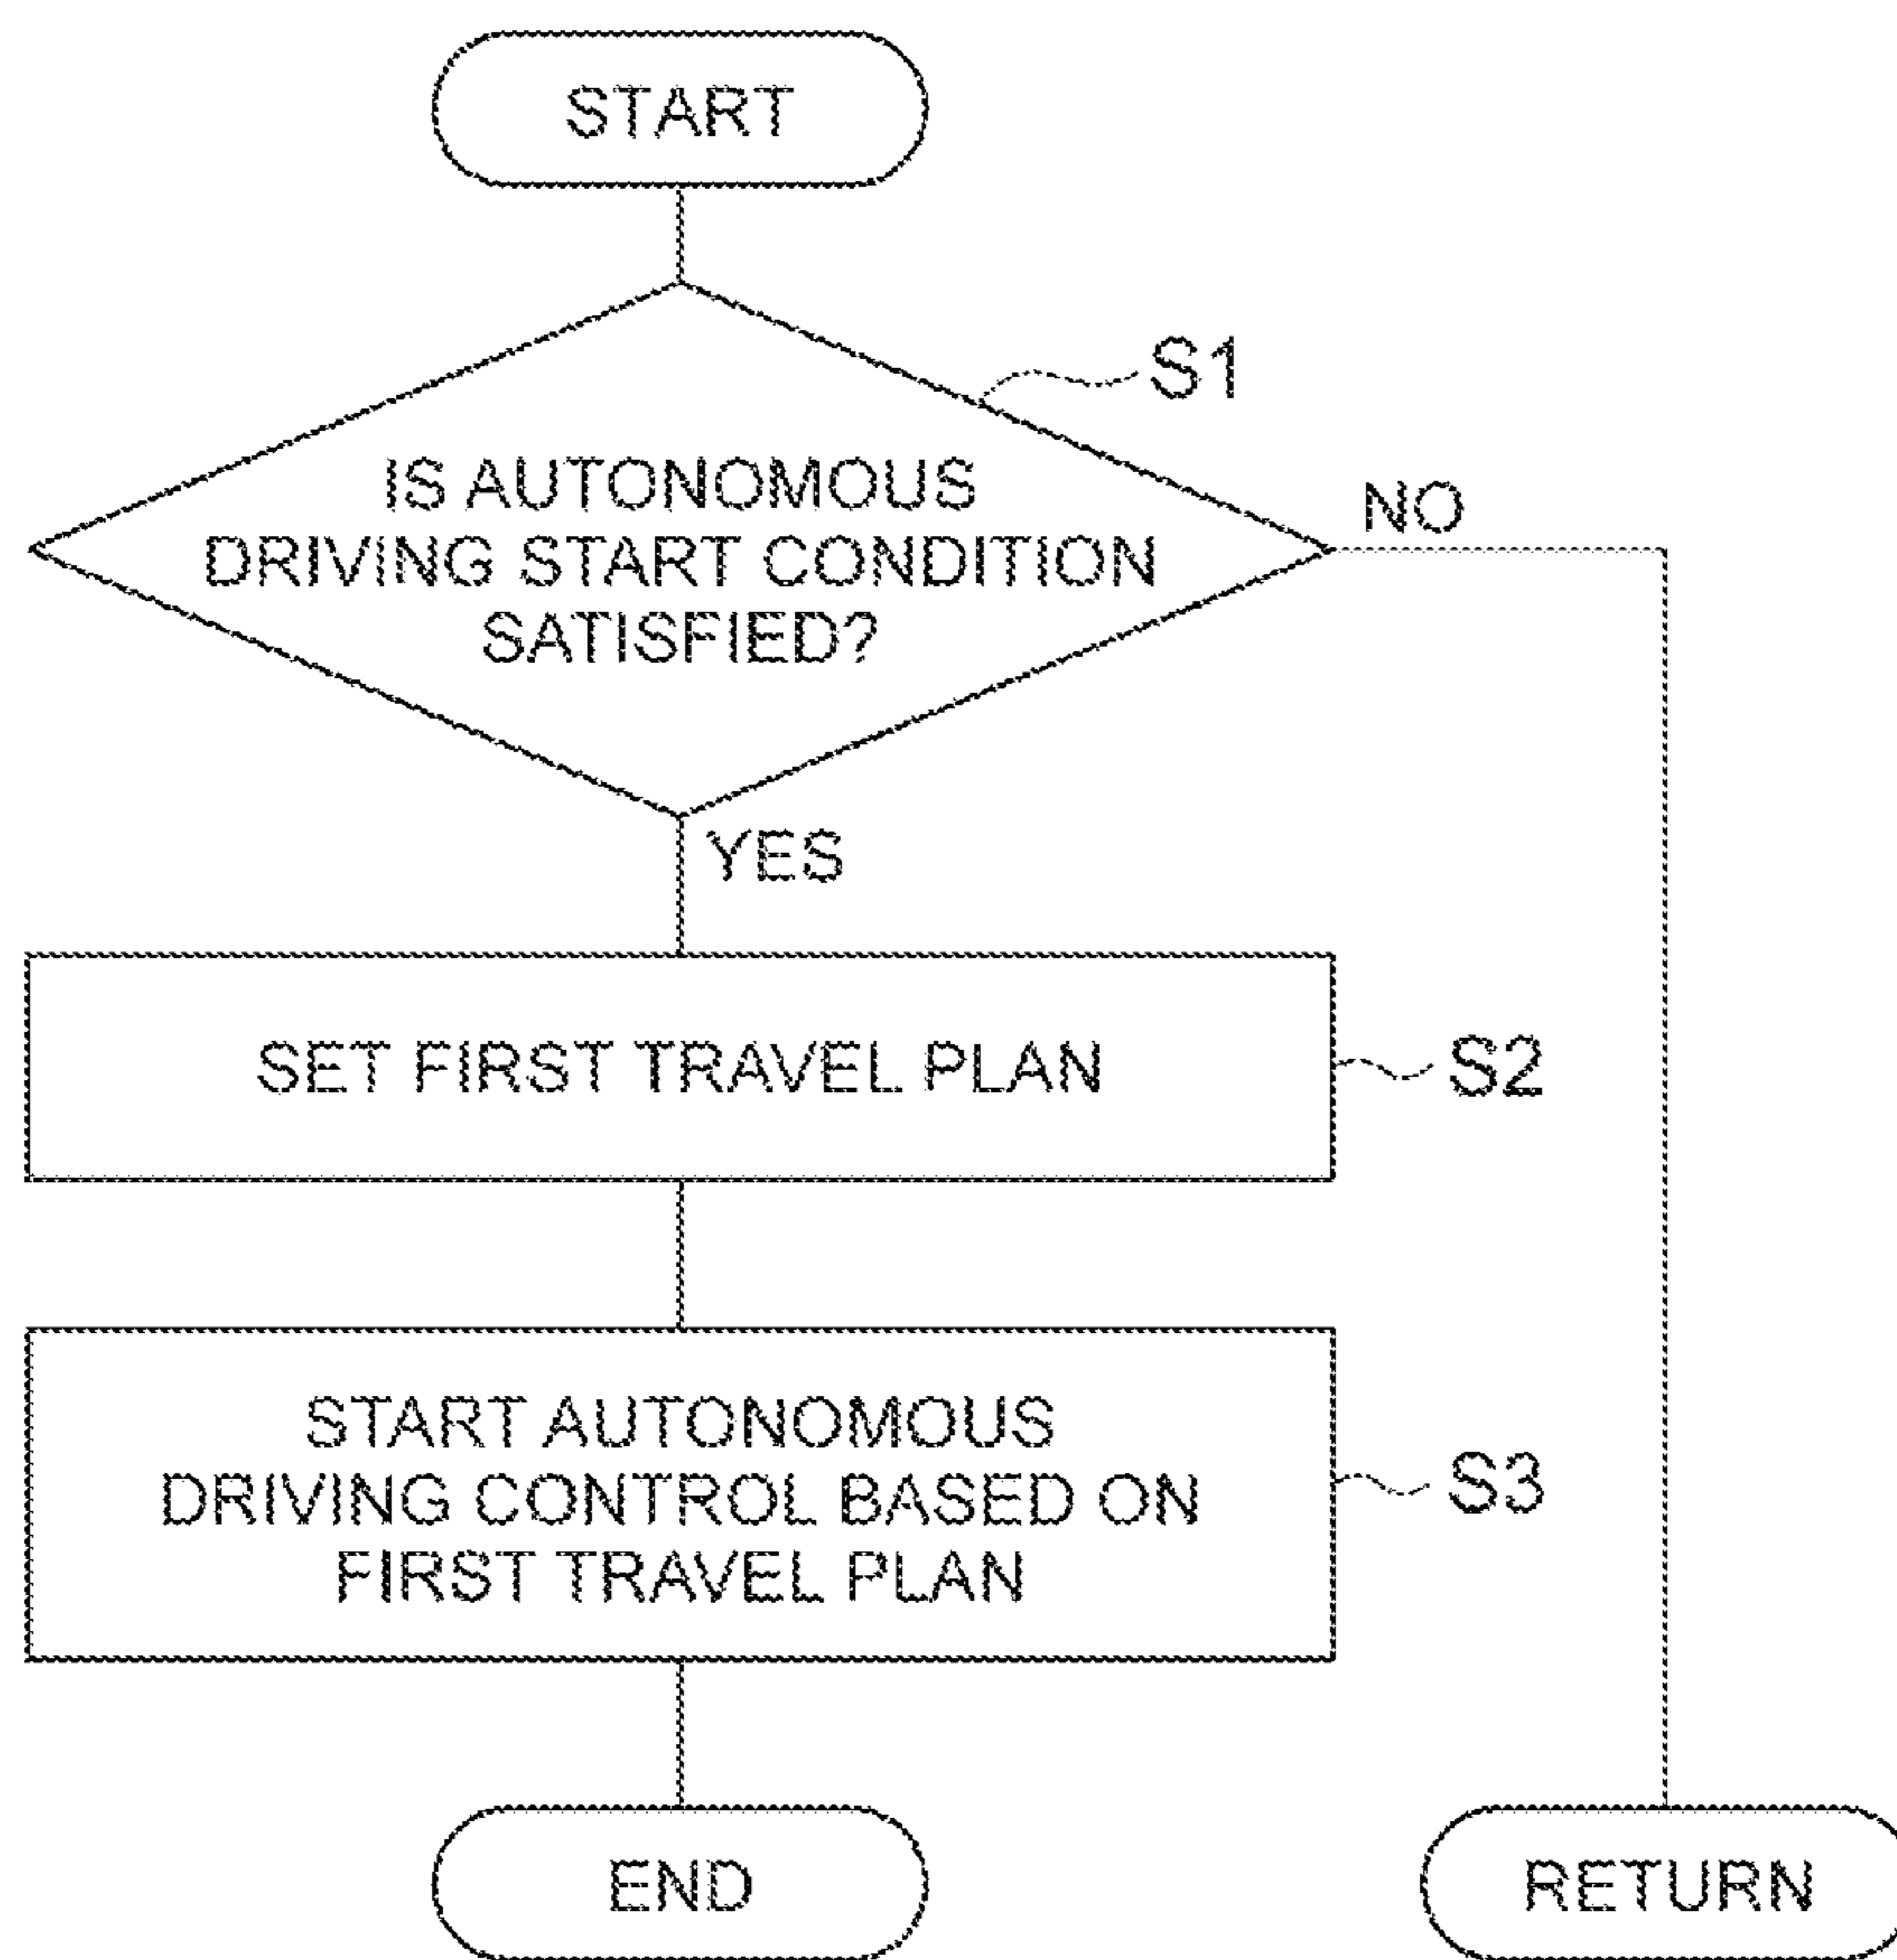 START
S1
IS AUTONOMOUS
DRIVING START CONDITION
SATISFIED?
NO
YES
SET FIRST TRAVEL PLAN
S2
START AUTONOMOUS
DRIVING CONTROL BASED ON
FIRST TRAVEL PLAN
S3
END
RETURN